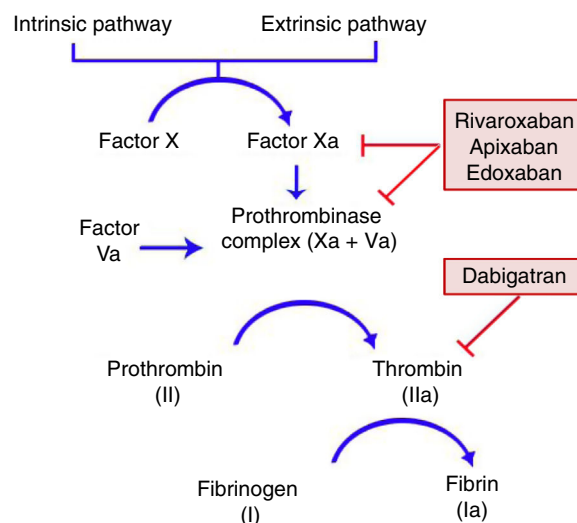 Intrinsic pathway
Extrinsic pathway
Factor X
Factor Xa
Rivaroxaban
Apixaban
Edoxaban
Factor
Va
Prothrombinase
complex (Xa + Va)
Dabigatran
Prothrombin
(II)
Thrombin
(IIa)
Fibrinogen
(I)
Fibrin
(Ia)